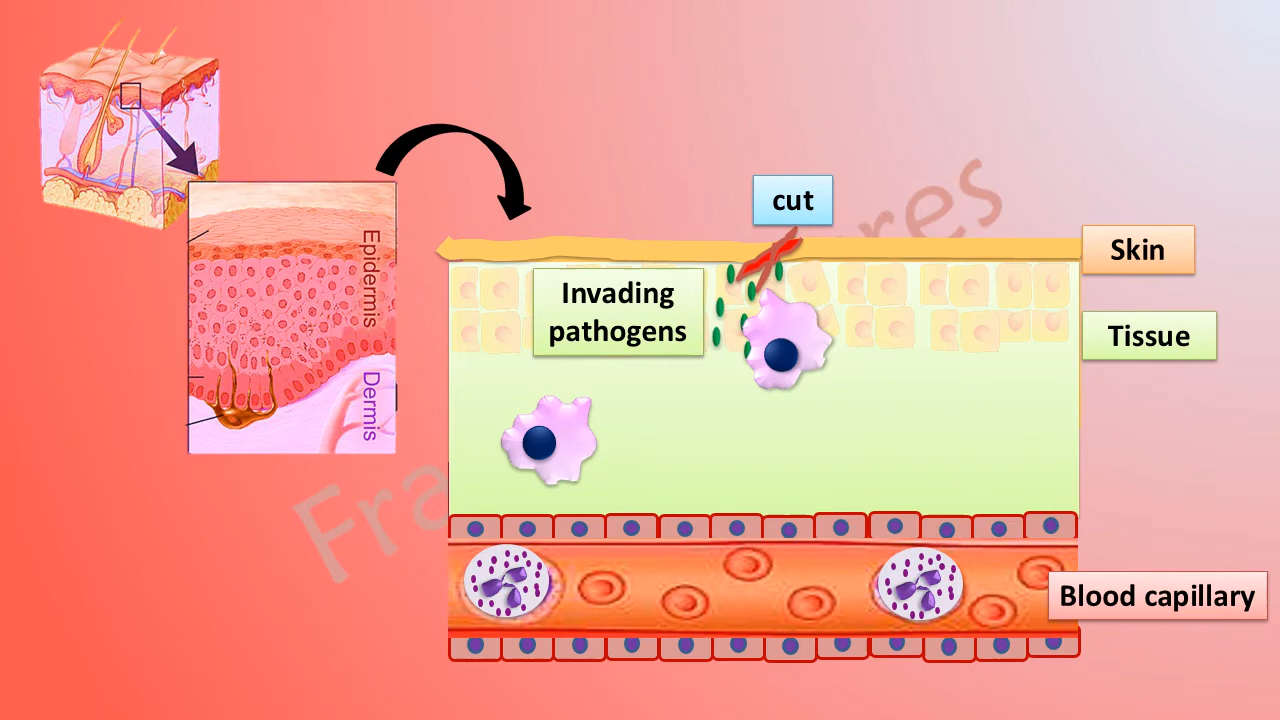 cut
Skin
Invading
pathogens
Tissue
Epidermis
Dermis
Blood capillary